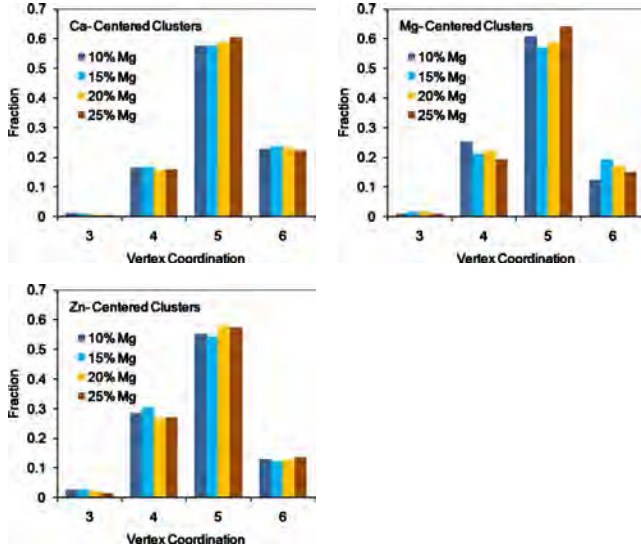 Ca- Centered Clusters
10% Mg
15% Mg
20% Mg
25% Mg
Fraction
0.7
0.6
0.5
0.4
0.3
0.2
0.1
0
3 4 5 6
Vertex Coordination
Mg- Centered Clusters
10% Mg
15% Mg
20% Mg
25% Mg
Fraction
0.7
0.6
0.5
0.4
0.3
0.2
0.1
0
3 4 5 6
Vertex Coordination
Zn- Centered Clusters
10% Mg
15% Mg
20% Mg
25% Mg
Fraction
0.7
0.6
0.5
0.4
0.3
0.2
0.1
0
3 4 5 6
Vertex Coordination